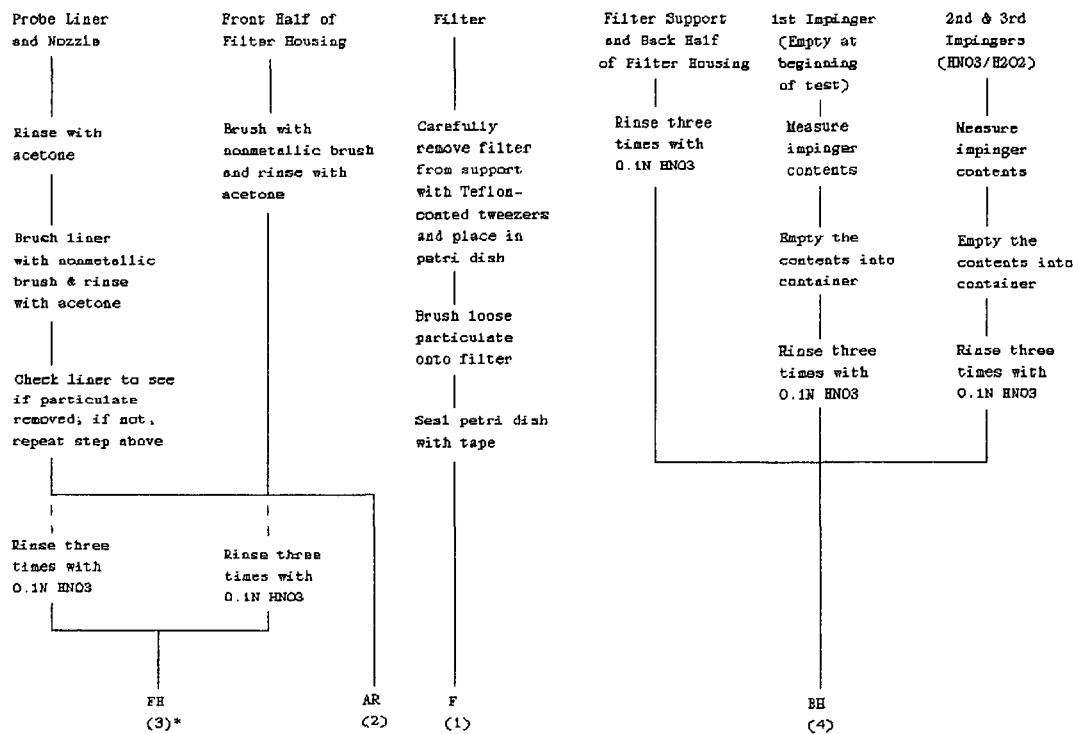 Probe Liner
and Nozzle
Rinse with
acetone
Brush liner
with nonmetallic
brush & rinse
with acetone
Check liner to see
if particulate
removed; if not,
repeat step above
Rinse three
times with
0.1N HNO3
Front Half of
Filter Housing
Brush with
nonmetallic brush
and rinse with
acetone
Rinse three
times with
0.1N HNO3
FH
(3)*
AR
(2)
Filter
Carefully
remove filter
from support
with Teflon-
coated tweezers
and place in
petri dish
Brush loose
particulate
onto filter
Seal petri dish
with tape
F
(1)
Filter Support
and Back Half
of Filter Housing
Rinse three
times with
0.1N HNO3
1st Impinger
(Empty at
beginning
of test)
Measure
impinger
contents
Empty the
contents into
container
Rinse three
times with
0.1N HNO3
2nd & 3rd
Impingers
(HNO3/H2O2)
Measure
impinger
contents
Empty the
contents into
container
Rinse three
times with
0.1N HNO3
BH
(4)